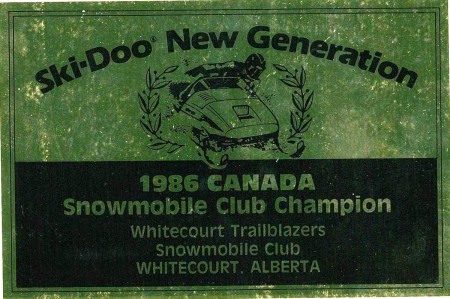 Ski-Doo® New Generation
1986 CANADA
Snowmobile Club Champion
Whitecourt Trailblazers
Snowmobile Club
WHITECOURT, ALBERTA